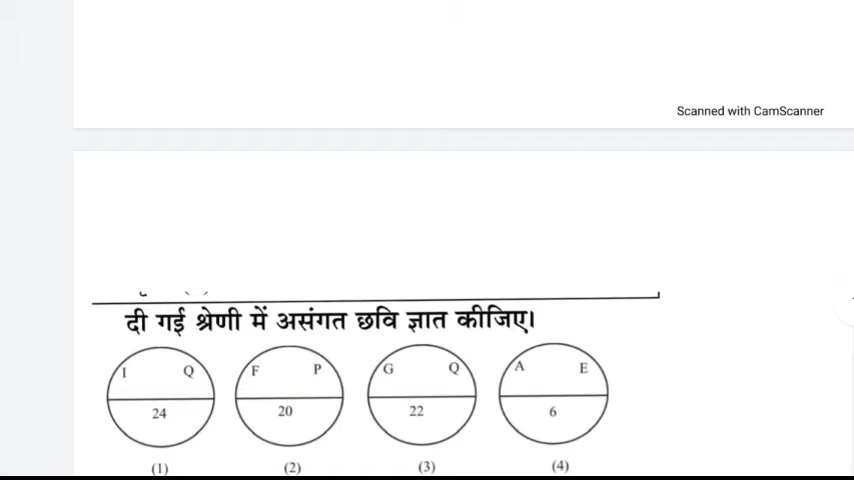 Scanned with CamScanner
दी गई श्रेणी में असंगत छवि ज्ञात कीजिए।
I Q F P G Q A E
24 20 22 6
(1) (2) (3) (4)